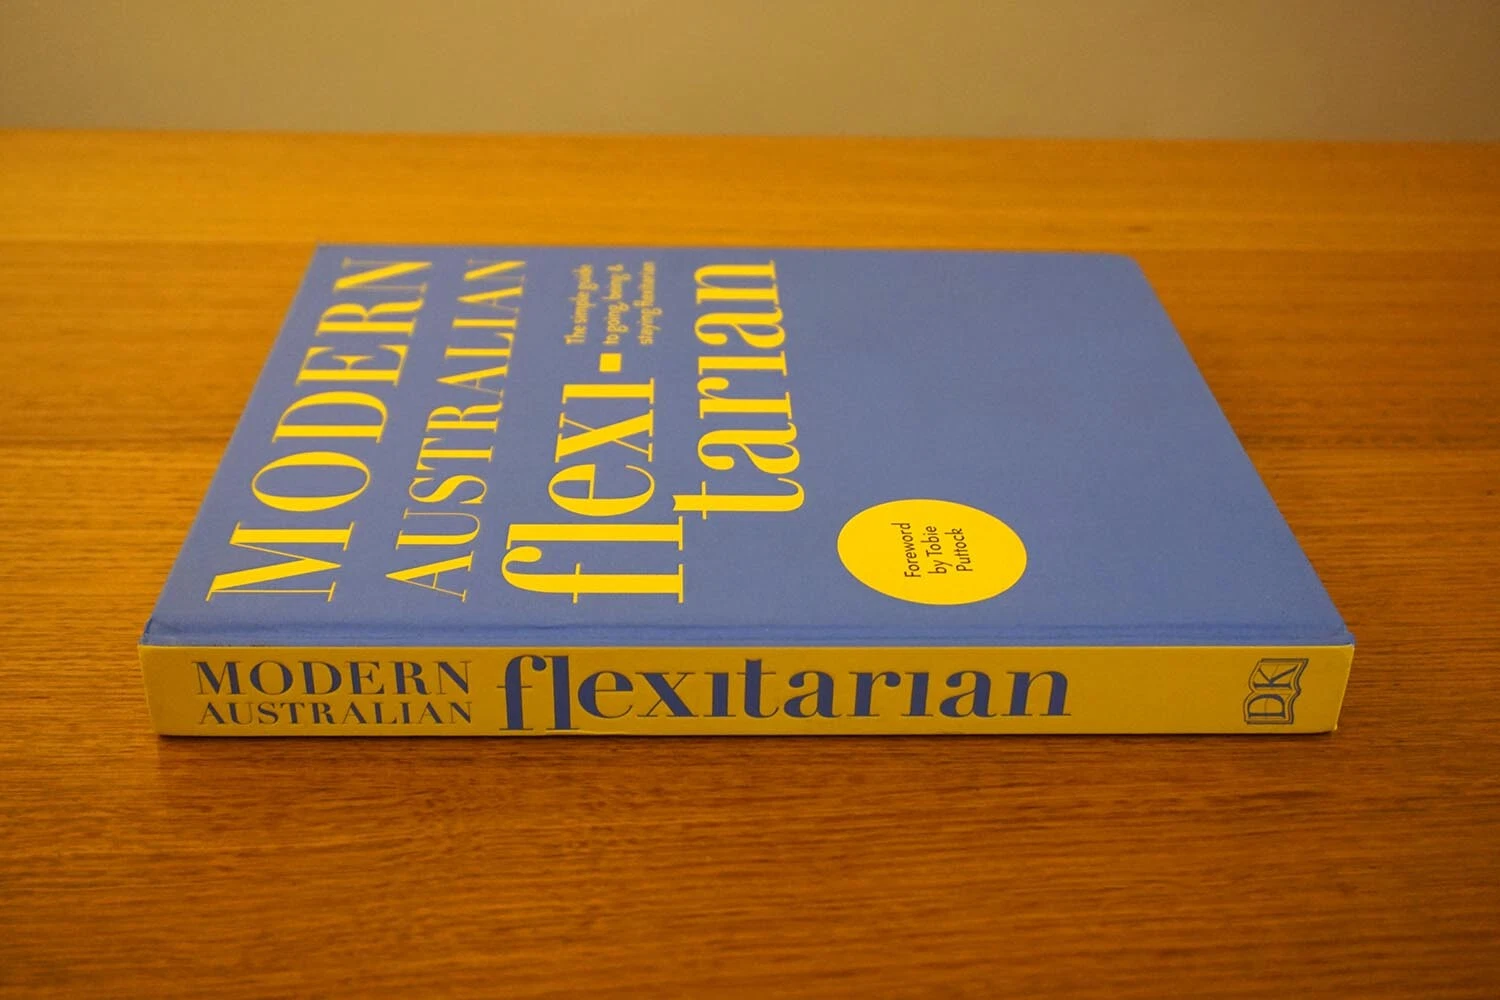 MODERN
AUSTRALIAN
flexi-
tarian
The simple guide
to going, being &
staying flexitarian
Foreword
by Tobie
Puttock
MODERN
AUSTRALIAN
flexitarian
DK